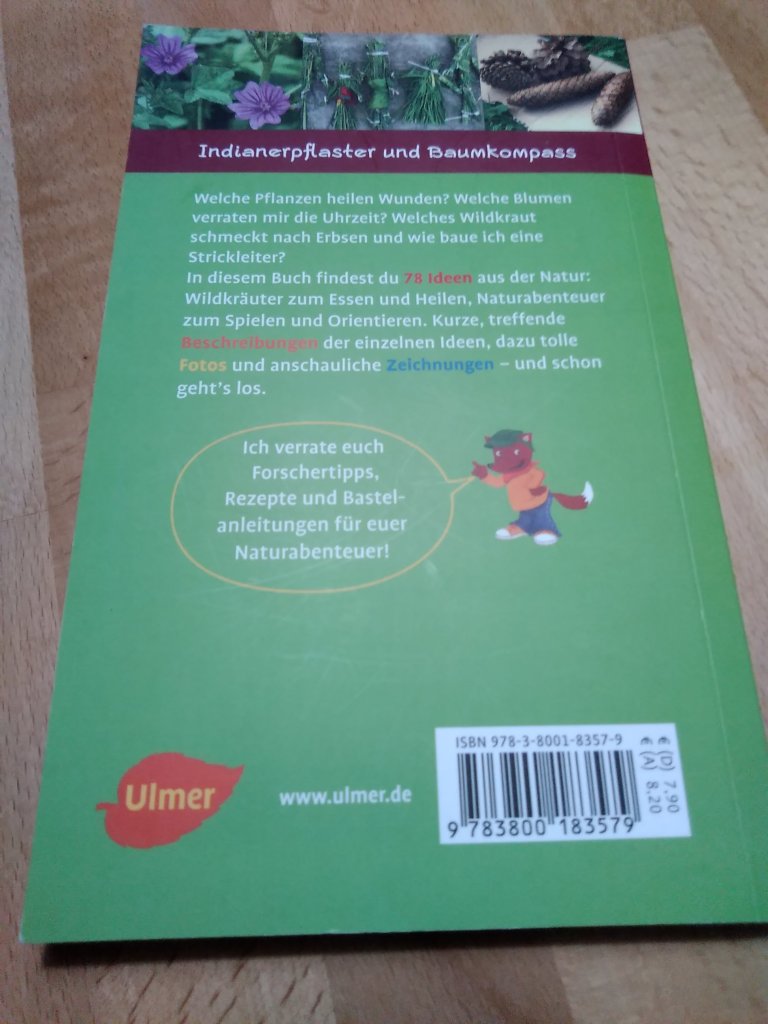 Indianerpflaster und Baumkompass
Welche Pflanzen heilen Wunden? Welche Blumen
verraten mir die Uhrzeit? Welches Wildkraut
schmeckt nach Erbsen und wie baue ich eine
Strickleiter?
In diesem Buch findest du 78 Ideen aus der Natur:
Wildkräuter zum Essen und Heilen, Naturabenteuer
zum Spielen und Orientieren. Kurze, treffende
Beschreibungen der einzelnen Ideen, dazu tolle
Fotos und anschauliche Zeichnungen – und schon
geht's los.
Ich verrate euch
Forschertipps,
Rezepte und Bastel-
anleitungen für euer
Naturabenteuer!
Ulmer
www.ulmer.de
ISBN 978-3-8001-8357-9
9 783800 183579
€ (D) 7.90
€ (A) 8.20